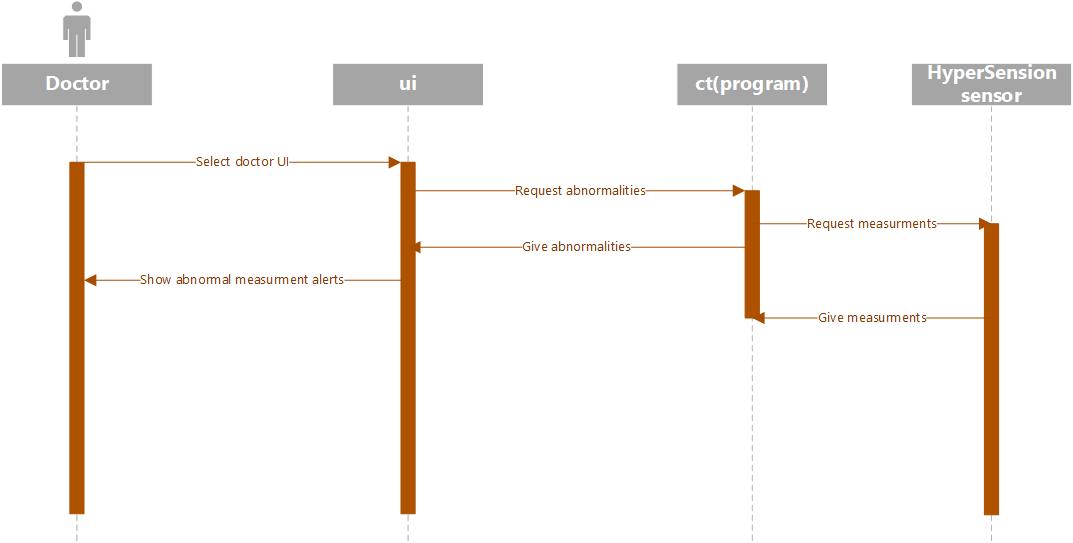 Doctor
ui
ct(program)
HyperSension
sensor
Select doctor UI
Request abnormalities
Request measurments
Give abnormalities
Show abnormal measurment alerts
Give measurments